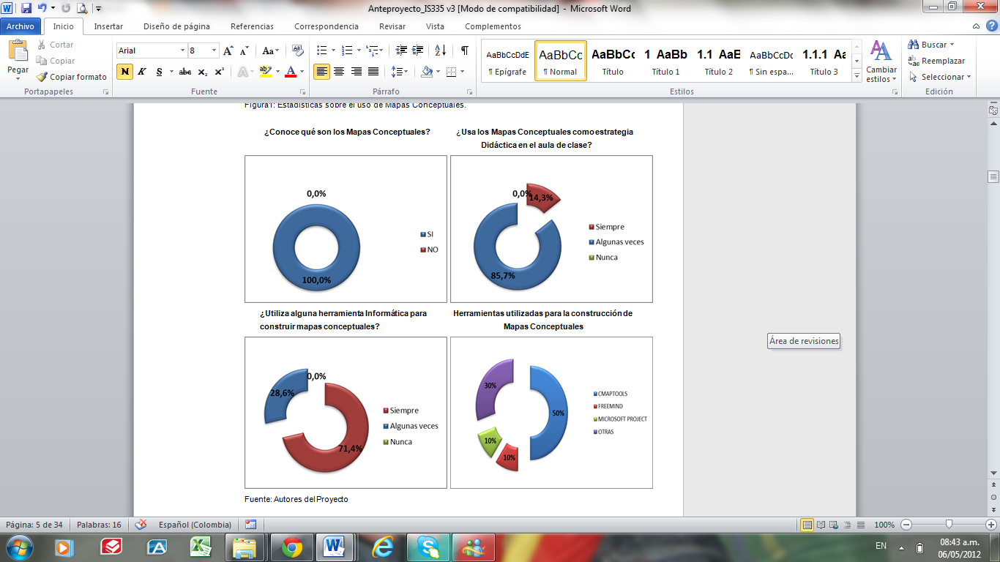 Anteproyecto_IS335 v3 [Modo de compatibilidad] - Microsoft Word
Archivo Inicio Insertar Diseño de página Referencias Correspondencia Revisar Vista Complementos
Pegar
Cortar
Copiar
Copiar formato
Portapapeles
Arial 8
N K S abc x₂ x²
Fuente
Párrafo
AaBbCcDdE AaBbCc AaBbCc 1 AaBb 1.1 AaB AaBbCcDc 1.1.1 Aa
¶ Epígrafe ¶ Normal Título Título 1 Título 2 ¶ Sin espa... Título 3
Estilos
Cambiar
estilos
Buscar
Reemplazar
Seleccionar
Edición
Figura1: Estadísticas sobre el uso de Mapas Conceptuales.
¿Conoce qué son los Mapas Conceptuales?
0,0%
100,0%
SI
NO
¿Usa los Mapas Conceptuales como estrategia
Didáctica en el aula de clase?
0,0%
14,3%
85,7%
Siempre
Algunas veces
Nunca
¿Utiliza alguna herramienta Informática para
construir mapas conceptuales?
0,0%
28,6%
71,4%
Siempre
Algunas veces
Nunca
Herramientas utilizadas para la construcción de
Mapas Conceptuales
30%
50%
10%
10%
CMAPTOOLS
FREEMIND
MICROSOFT PROJECT
OTRAS
Fuente: Autores del Proyecto
Área de revisiones
Página: 5 de 34 Palabras: 16 Español (Colombia) 100%
EN
08:43 a.m.
06/05/2012